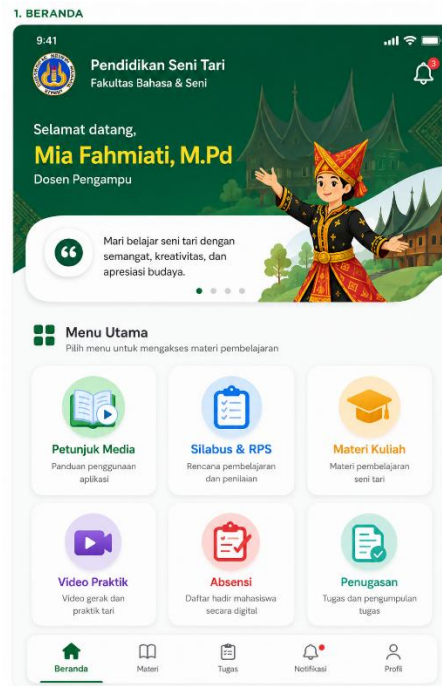 1. BERANDA
9:41
Pendidikan Seni Tari
Fakultas Bahasa & Seni
3
Selamat datang,
Mia Fahmiati, M.Pd
Dosen Pengampu
Mari belajar seni tari dengan
semangat, kreativitas, dan
apresiasi budaya.
Menu Utama
Pilih menu untuk mengakses materi pembelajaran
Petunjuk Media
Panduan penggunaan
aplikasi
Silabus & RPS
Rencana pembelajaran
dan penilaian
Materi Kuliah
Materi pembelajaran
seni tari
Video Praktik
Video gerak dan
praktik tari
Absensi
Daftar hadir mahasiswa
secara digital
Penugasan
Tugas dan pengumpulan
tugas
Beranda
Materi
Tugas
Notifikasi
Profil